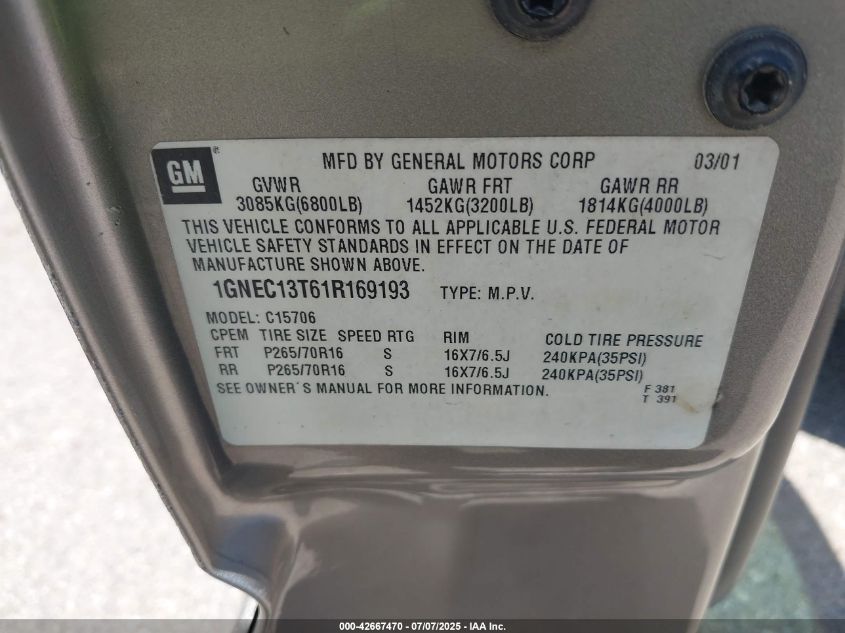 GM
MFD BY GENERAL MOTORS CORP 03/01
GVWR GAWR FRT GAWR RR
3085KG(6800LB) 1452KG(3200LB) 1814KG(4000LB)
THIS VEHICLE CONFORMS TO ALL APPLICABLE U.S. FEDERAL MOTOR
VEHICLE SAFETY STANDARDS IN EFFECT ON THE DATE OF
MANUFACTURE SHOWN ABOVE.
1GNEC13T61R169193 TYPE: M.P.V.
MODEL: C15706
CPEM TIRE SIZE SPEED RTG RIM COLD TIRE PRESSURE
FRT P265/70R16 S 16X7/6.5J 240KPA(35PSI)
RR P265/70R16 S 16X7/6.5J 240KPA(35PSI)
SEE OWNER'S MANUAL FOR MORE INFORMATION.
F 381
T 391
000-42667470 - 07/07/2025 - IAA Inc.